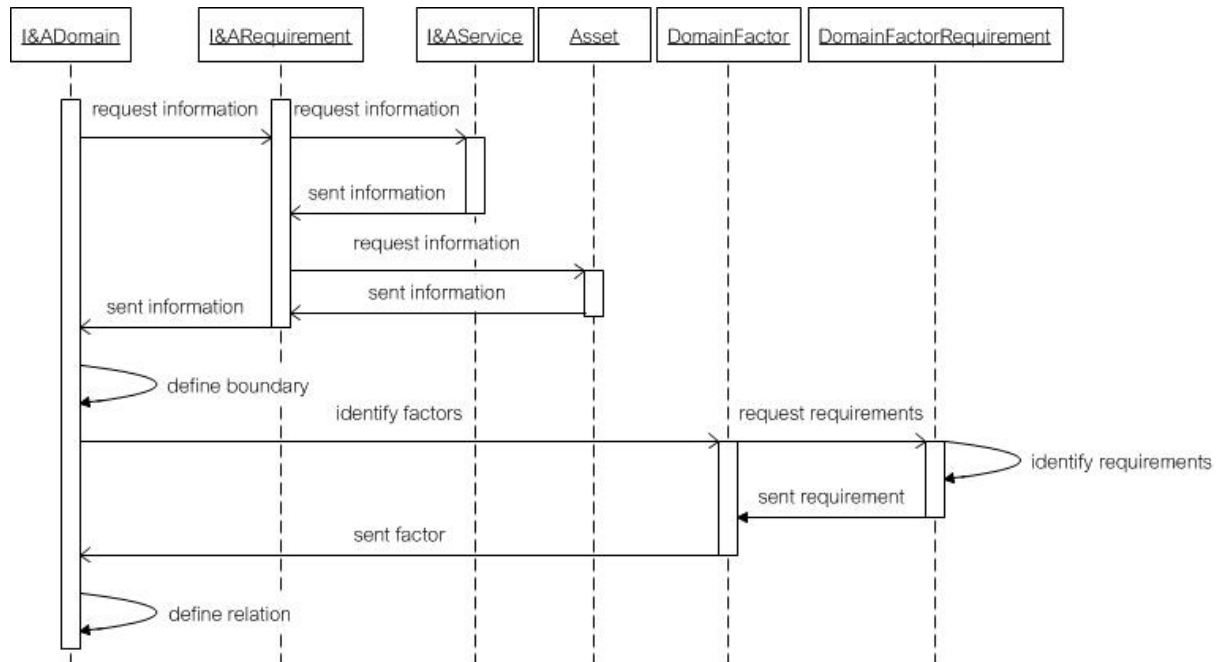 I&ADomain
I&ARequirement
I&AService
Asset
DomainFactor
DomainFactorRequirement
request information
request information
sent information
request information
sent information
sent information
define boundary
identify factors
request requirements
identify requirements
sent requirement
sent factor
define relation